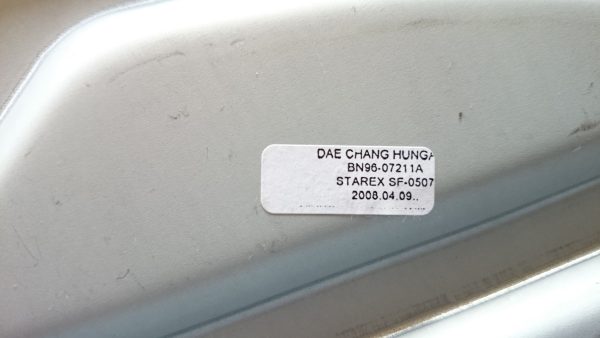 DAE CHANG HUNGA
BN96-07211A
STAREX SF-0507
2008.04.09..